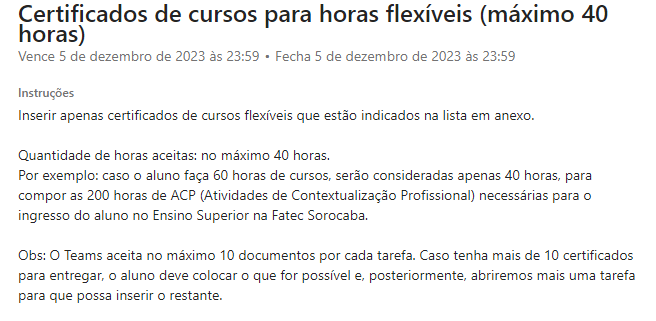 Certificados de cursos para horas flexíveis (máximo 40
horas)
Vence 5 de dezembro de 2023 às 23:59 • Fecha 5 de dezembro de 2023 às 23:59
Instruções
Inserir apenas certificados de cursos flexíveis que estão indicados na lista em anexo.
Quantidade de horas aceitas: no máximo 40 horas.
Por exemplo: caso o aluno faça 60 horas de cursos, serão consideradas apenas 40 horas, para
compor as 200 horas de ACP (Atividades de Contextualização Profissional) necessárias para o
ingresso do aluno no Ensino Superior na Fatec Sorocaba.
Obs: O Teams aceita no máximo 10 documentos por cada tarefa. Caso tenha mais de 10 certificados
para entregar, o aluno deve colocar o que for possível e, posteriormente, abriremos mais uma tarefa
para que possa inserir o restante.